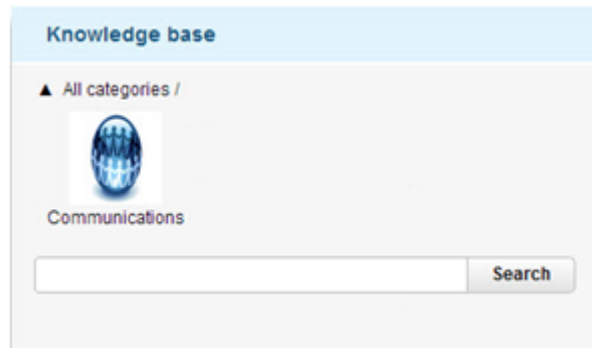 Knowledge base
▲ All categories /
Communications
Search